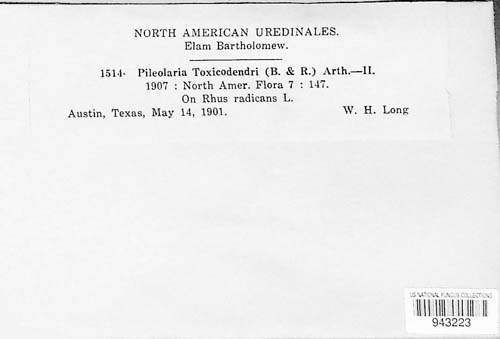 NORTH AMERICAN UREDINALES.
Elam Bartholomew.
1514. Pileolaria Toxicodendri (B. & R.) Arth.—II.
1907 : North Amer. Flora 7 : 147.
On Rhus radicans L.
Austin, Texas, May 14, 1901. W. H. Long
US NATIONAL FUNGUS COLLECTIONS
943223